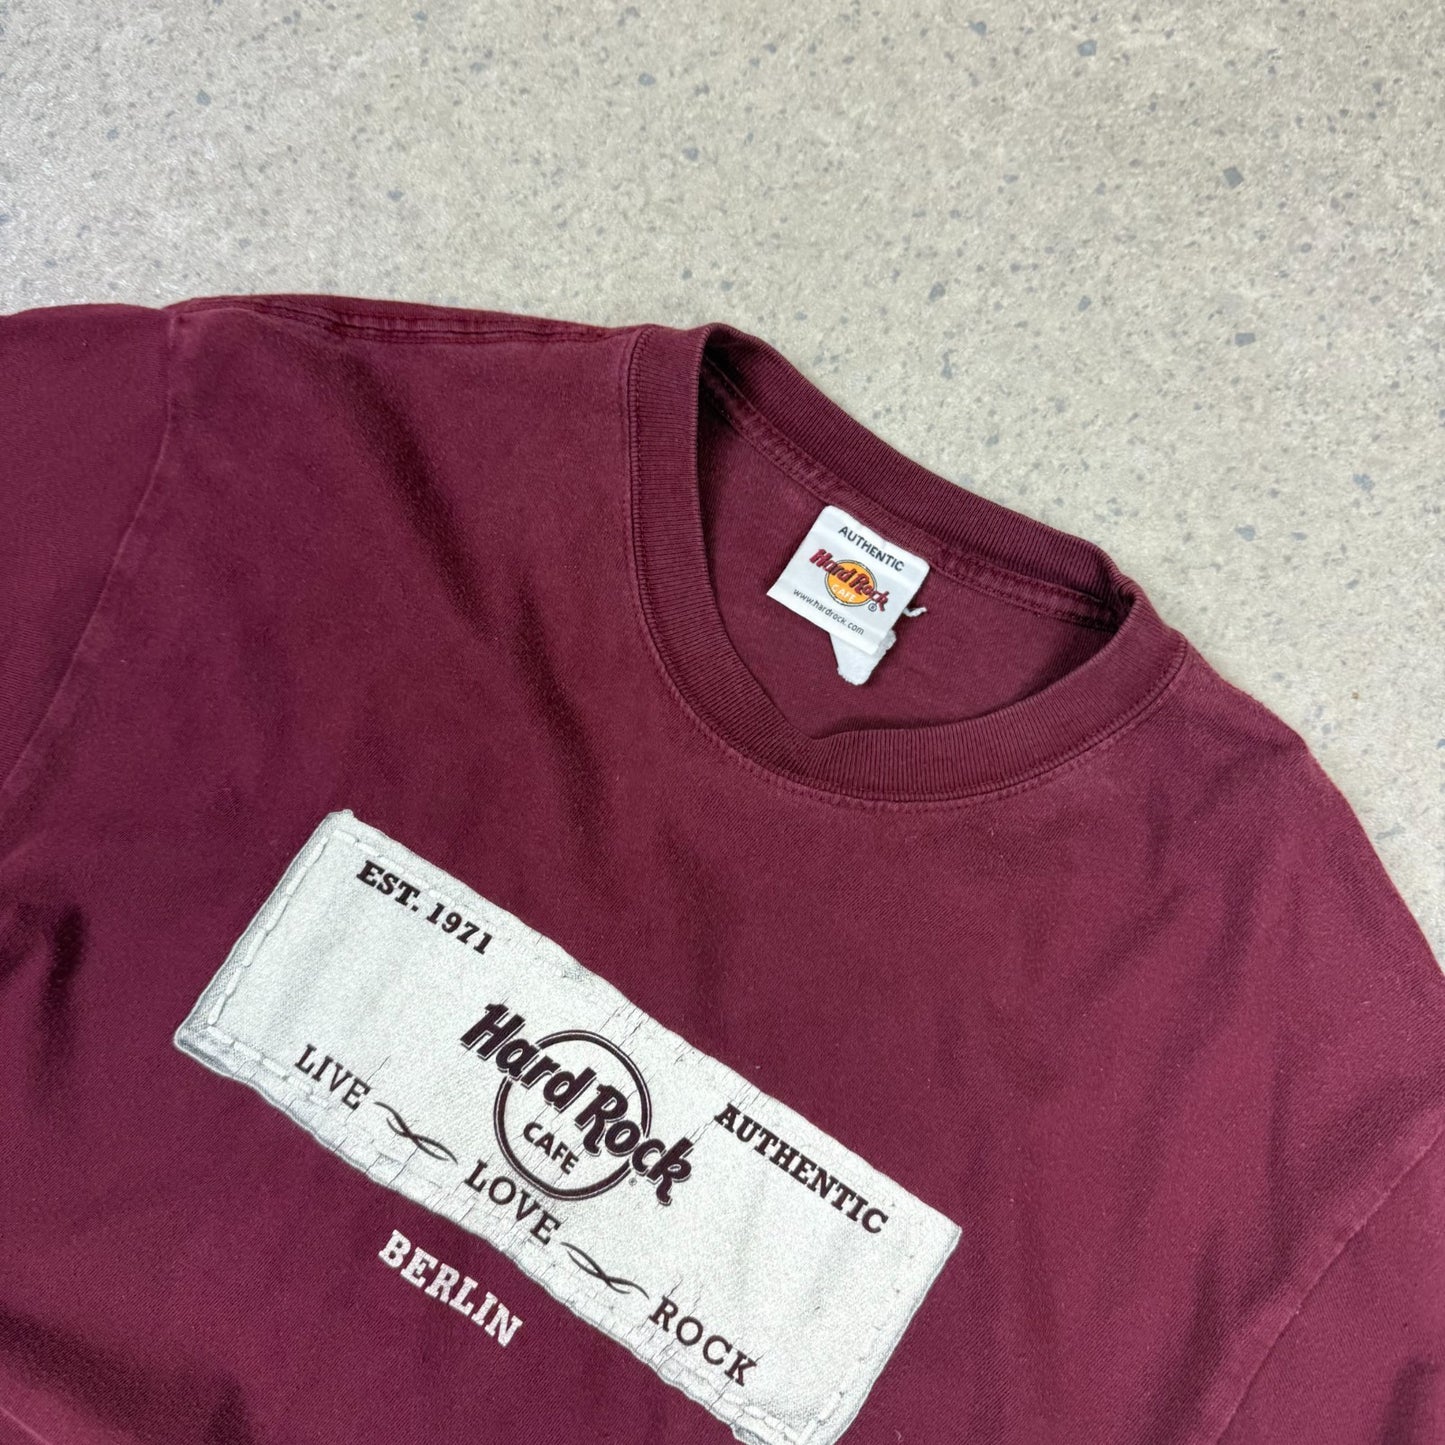 AUTHENTIC
Hard Rock
CAFE ®
www.hardrock.com
EST. 1971
Hard Rock
CAFE ®
AUTHENTIC
LIVE LOVE ROCK
BERLIN